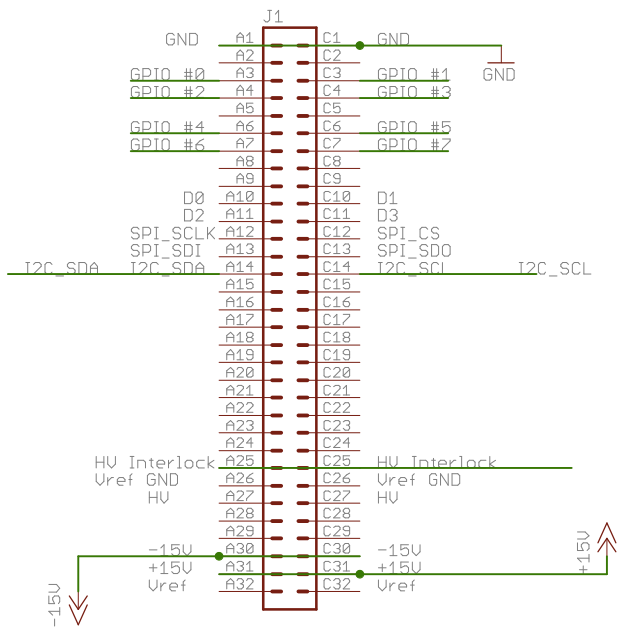 J1
GND A1 C1 GND
A2 C2
GPIO #0 A3 C3 GPIO #1 GND
GPIO #2 A4 C4 GPIO #3
A5 C5
GPIO #4 A6 C6 GPIO #5
GPIO #6 A7 C7 GPIO #7
A8 C8
A9 C9
D0 A10 C10 D1
D2 A11 C11 D3
SPI_SCLK A12 C12 SPI_CS
SPI_SDI A13 C13 SPI_SDO
I2C_SDA I2C_SDA A14 C14 I2C_SCL I2C_SCL
A15 C15
A16 C16
A17 C17
A18 C18
A19 C19
A20 C20
A21 C21
A22 C22
A23 C23
A24 C24
HV Interlock A25 C25 HV Interlock
Vref GND A26 C26 Vref GND
HV A27 C27 HV
A28 C28
A29 C29
-15V A30 C30 -15V
+15V A31 C31 +15V
Vref A32 C32 Vref
+15V
-15V